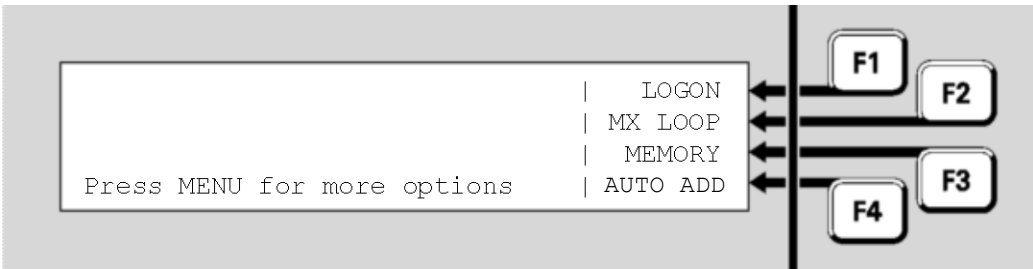 | LOGON
F1
| MX LOOP
F2
| MEMORY
F3
Press MENU for more options | AUTO ADD
F4